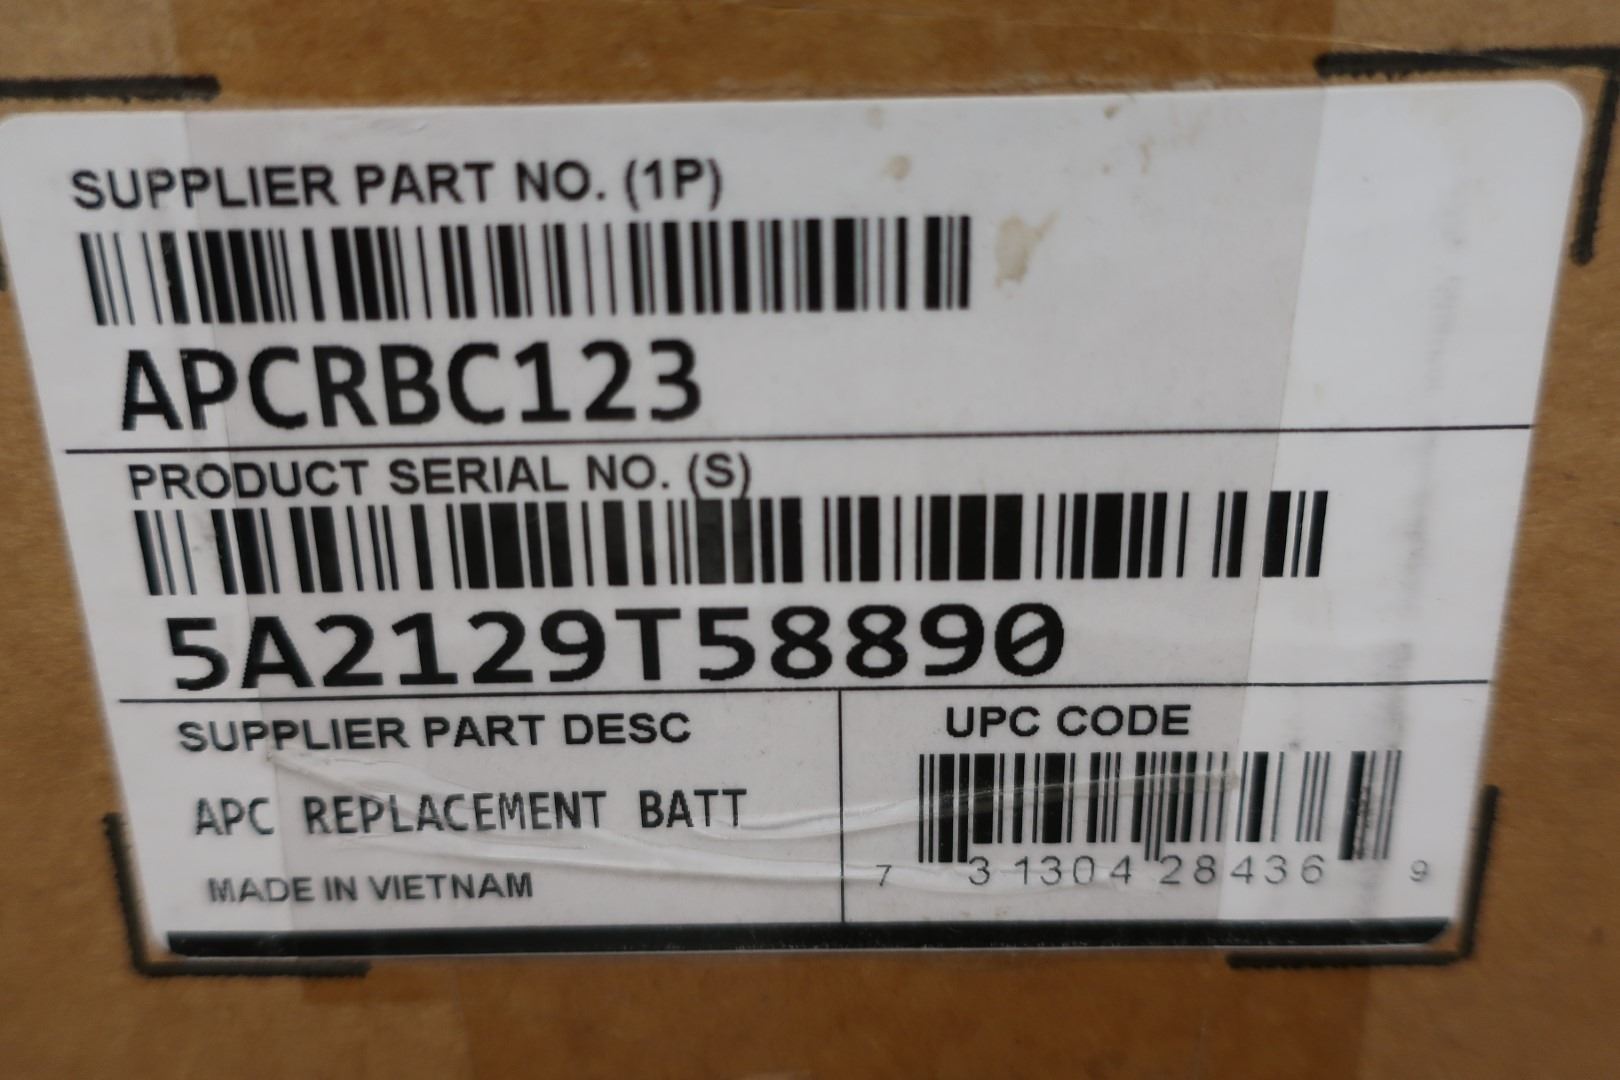 SUPPLIER PART NO. (1P)
APCRBC123
PRODUCT SERIAL NO. (S)
5A2129T58890
SUPPLIER PART DESC
APC REPLACEMENT BATT
MADE IN VIETNAM
UPC CODE
7 31304 28436 9